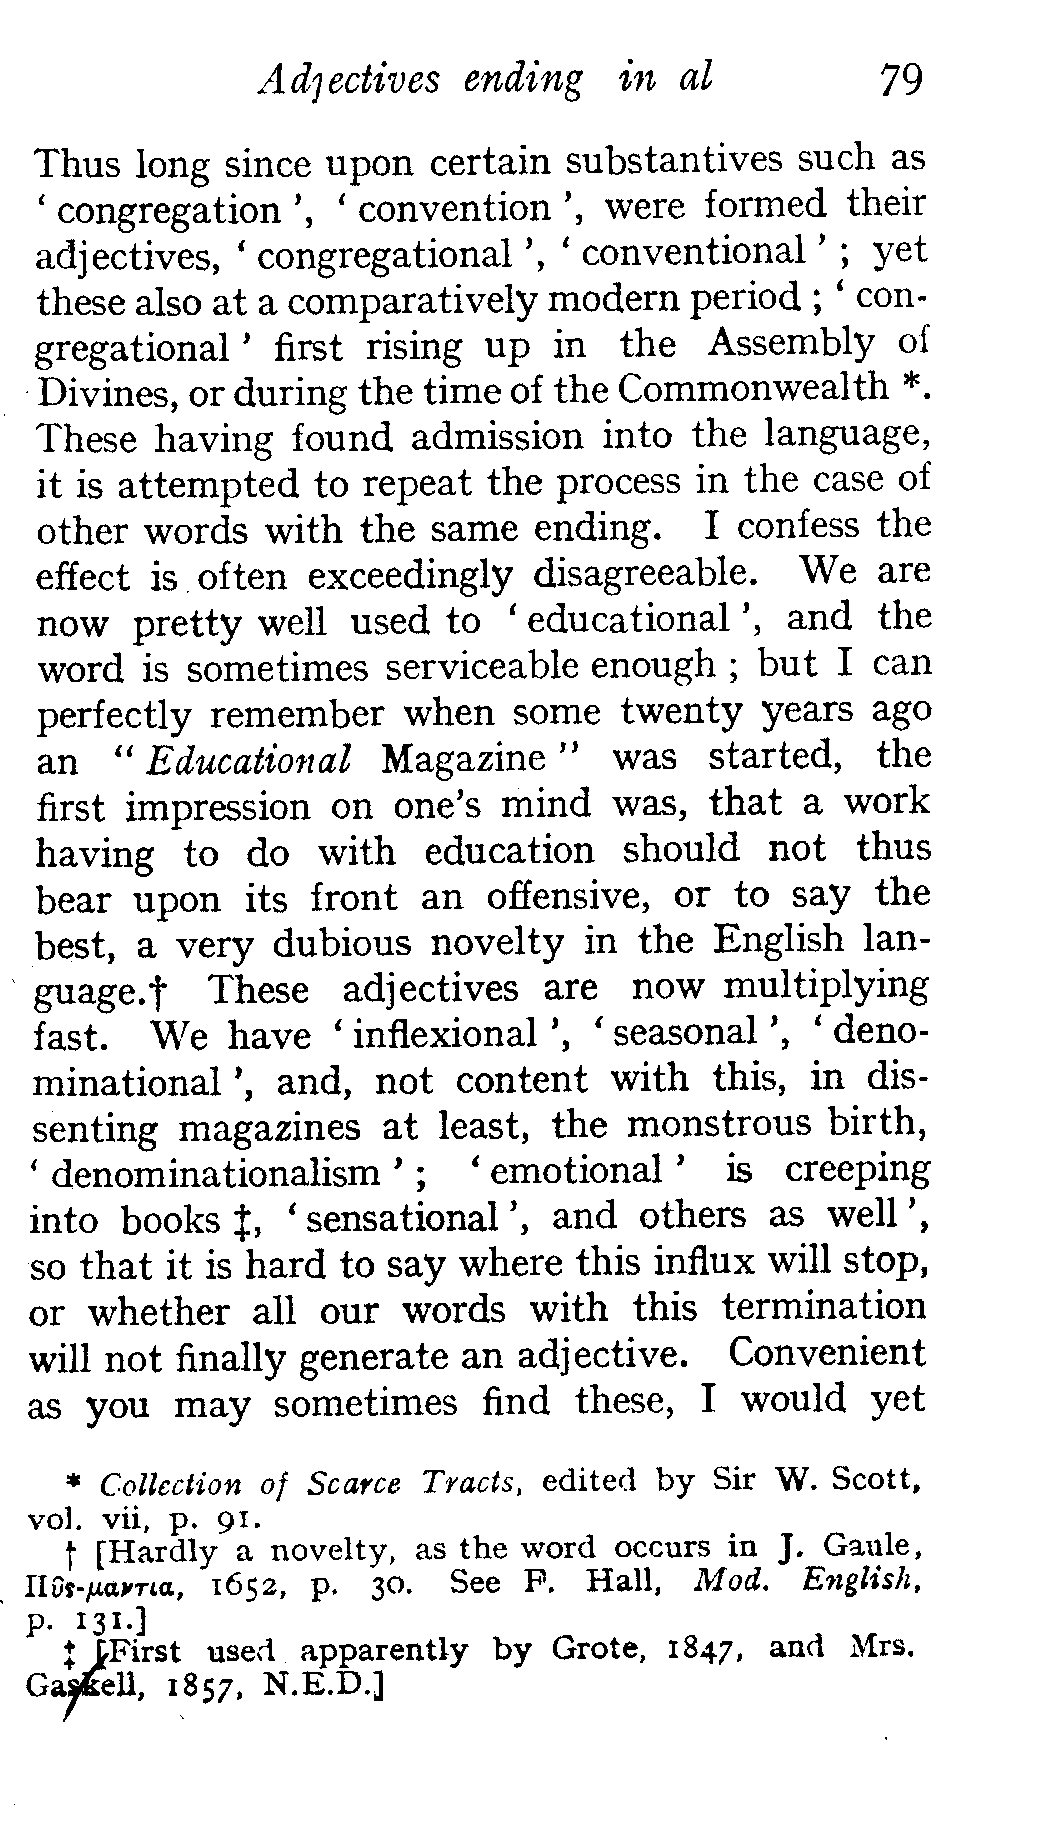 Adjectives ending in al 79
Thus long since upon certain substantives such as
‘ congregation ’, ‘ convention ’, were formed their
adjectives, ‘ congregational ’, ‘ conventional ’ ; yet
these also at a comparatively modern period ; ‘ con-
gregational ’ first rising up in the Assembly of
Divines, or during the time of the Commonwealth *.
These having found admission into the language,
it is attempted to repeat the process in the case of
other words with the same ending. I confess the
effect is often exceedingly disagreeable. We are
now pretty well used to ‘ educational ’, and the
word is sometimes serviceable enough ; but I can
perfectly remember when some twenty years ago
an “ Educational Magazine ” was started, the
first impression on one's mind was, that a work
having to do with education should not thus
bear upon its front an offensive, or to say the
best, a very dubious novelty in the English lan-
guage.† These adjectives are now multiplying
fast. We have ‘ inflexional ’, ‘ seasonal ’, ‘ deno-
minational ’, and, not content with this, in dis-
senting magazines at least, the monstrous birth,
‘ denominationalism ’ ; ‘ emotional ’ is creeping
into books ‡, ‘ sensational ’, and others as well ’,
so that it is hard to say where this influx will stop,
or whether all our words with this termination
will not finally generate an adjective. Convenient
as you may sometimes find these, I would yet
* Collection of Scarce Tracts, edited by Sir W. Scott,
vol. vii, p. 91.
† [Hardly a novelty, as the word occurs in J. Gaule,
Πῦς-μαντια, 1652, p. 30. See F. Hall, Mod. English,
p. 131.]
‡ [First used apparently by Grote, 1847, and Mrs.
Gaskell, 1857, N.E.D.]